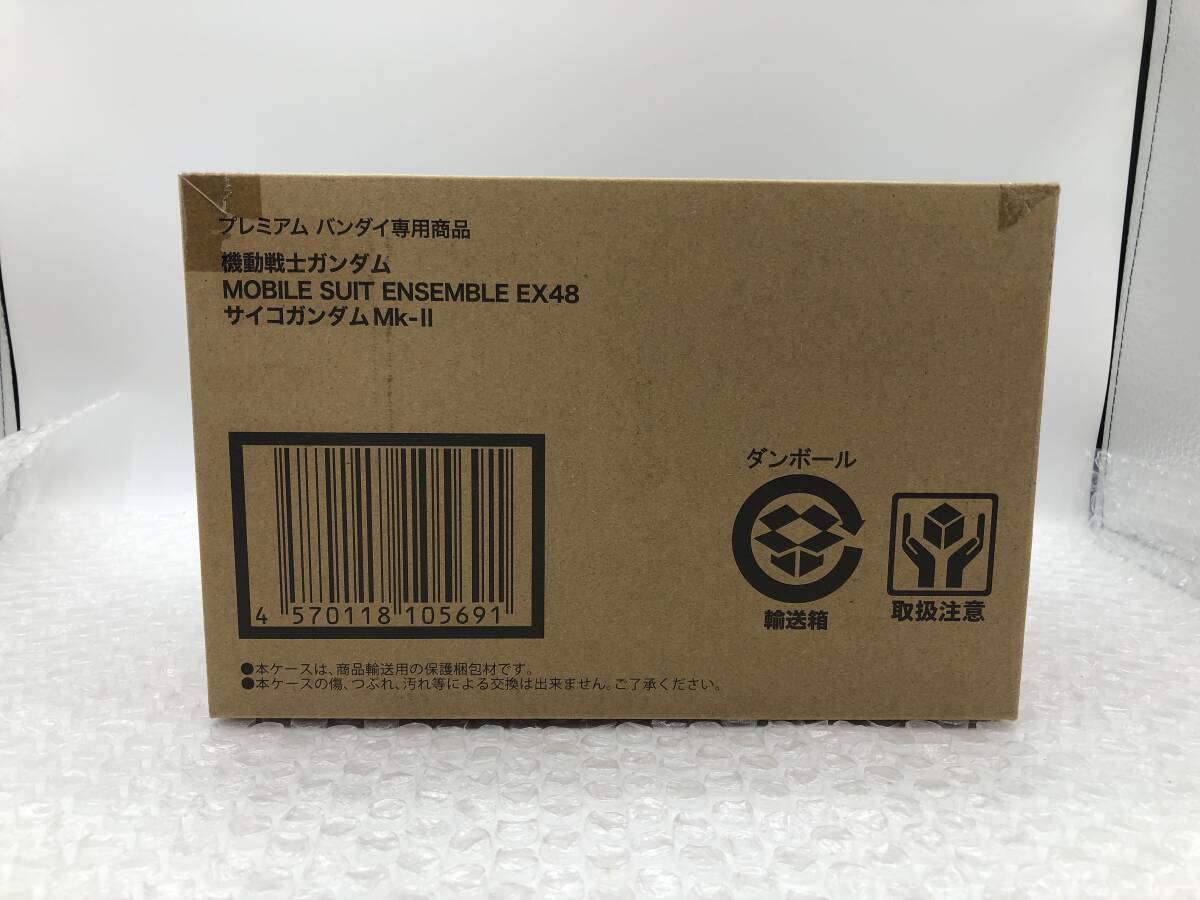 プレミアム バンダイ専用商品
機動戦士ガンダム
MOBILE SUIT ENSEMBLE EX48
サイコガンダムMk-II
4 570118 105691
ダンボール
輸送箱
取扱注意
●本ケースは、商品輸送用の保護梱包材です。
●本ケースの傷、つぶれ、汚れ等による交換は出来ません。ご了承ください。